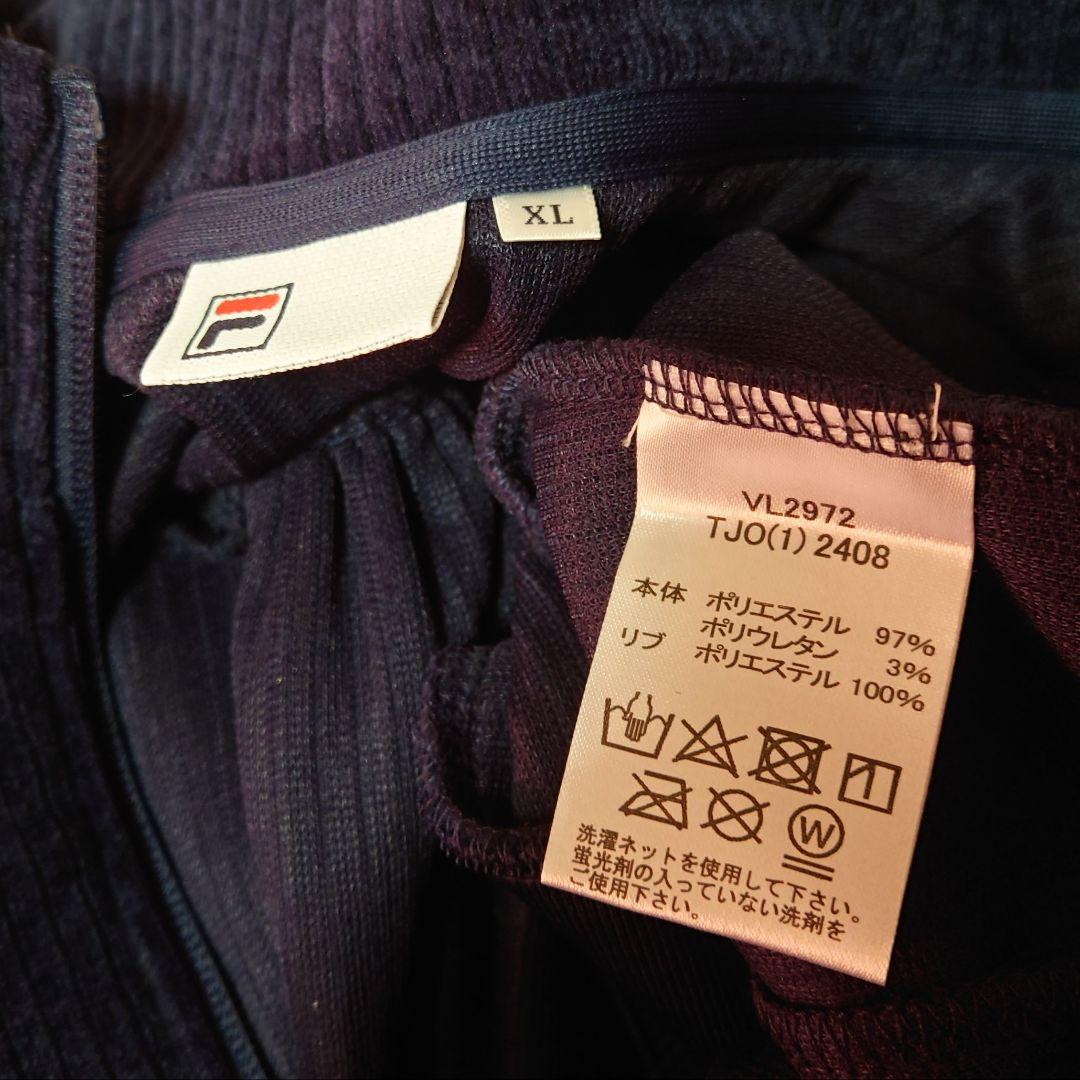 XL
VL2972
TJO(1) 2408
本体 ポリエステル 97%
ポリウレタン 3%
リブ ポリエステル 100%
W
洗濯ネットを使用して下さい。
蛍光剤の入っていない洗剤を
ご使用下さい。